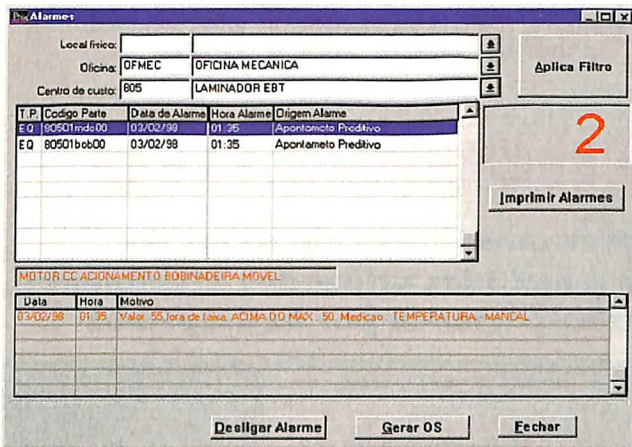 Alarmes
Local físico:
Oficina: OFMEC OFICINA MECANICA
Centro de custo: 805 LAMINADOR EBT
Aplica Filtro
T.P. Codigo Parte Data de Alarme Hora Alarme Origem Alarme
EQ 80501mdc00 03/02/98 01:35 Apontameto Preditivo
EQ 80501bob00 03/02/98 01:35 Apontameto Preditivo
2
Imprimir Alarmes
MOTOR CC ACIONAMENTO BOBINADEIRA MOVEL
Data Hora Motivo
03/02/98 01:35 Valor: 55 fora de faixa. ACIMA DO MAX.: 50. Medicao: TEMPERATURA - MANCAL
Desligar Alarme Gerar OS Fechar